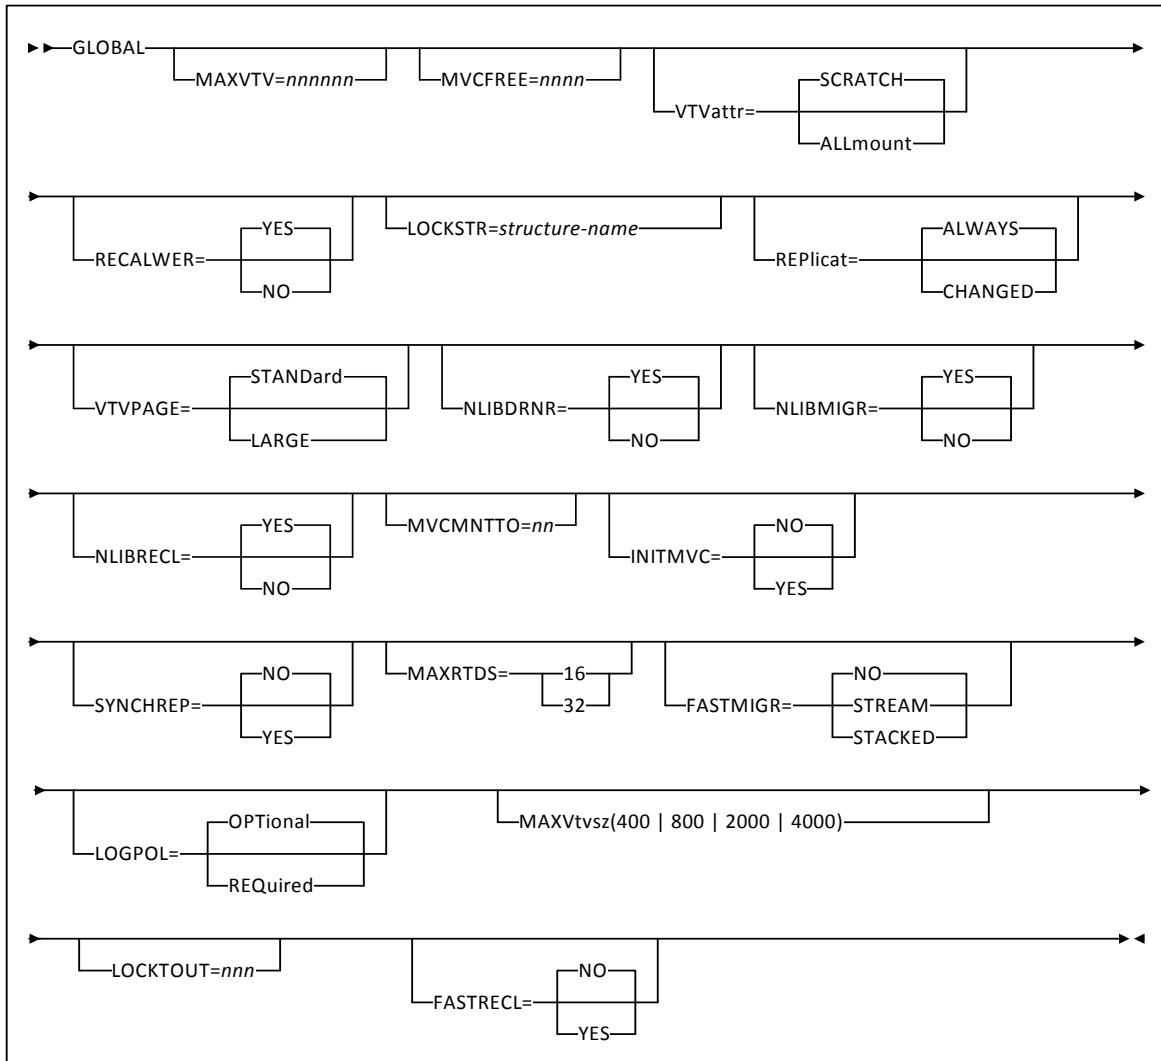 GLOBAL
MAXVTV=nnnnnn
MVCFREE=nnnn
VTVattr=
SCRATCH
ALLmount
RECALWER=
YES
NO
LOCKSTR=structure-name
REPlicat=
ALWAYS
CHANGED
VTVPAGE=
STANDard
LARGE
NLIBDRNR=
YES
NO
NLIBMIGR=
YES
NO
NLIBRECL=
YES
NO
MVCMNTTO=nn
INITMVC=
NO
YES
SYNCHREP=
NO
YES
MAXRTDS=
16
32
FASTMIGR=
NO
STREAM
STACKED
LOGPOL=
OPTional
REQuired
MAXVtvsz(400 | 800 | 2000 | 4000)
LOCKTOUT=nnn
FASTRECL=
NO
YES